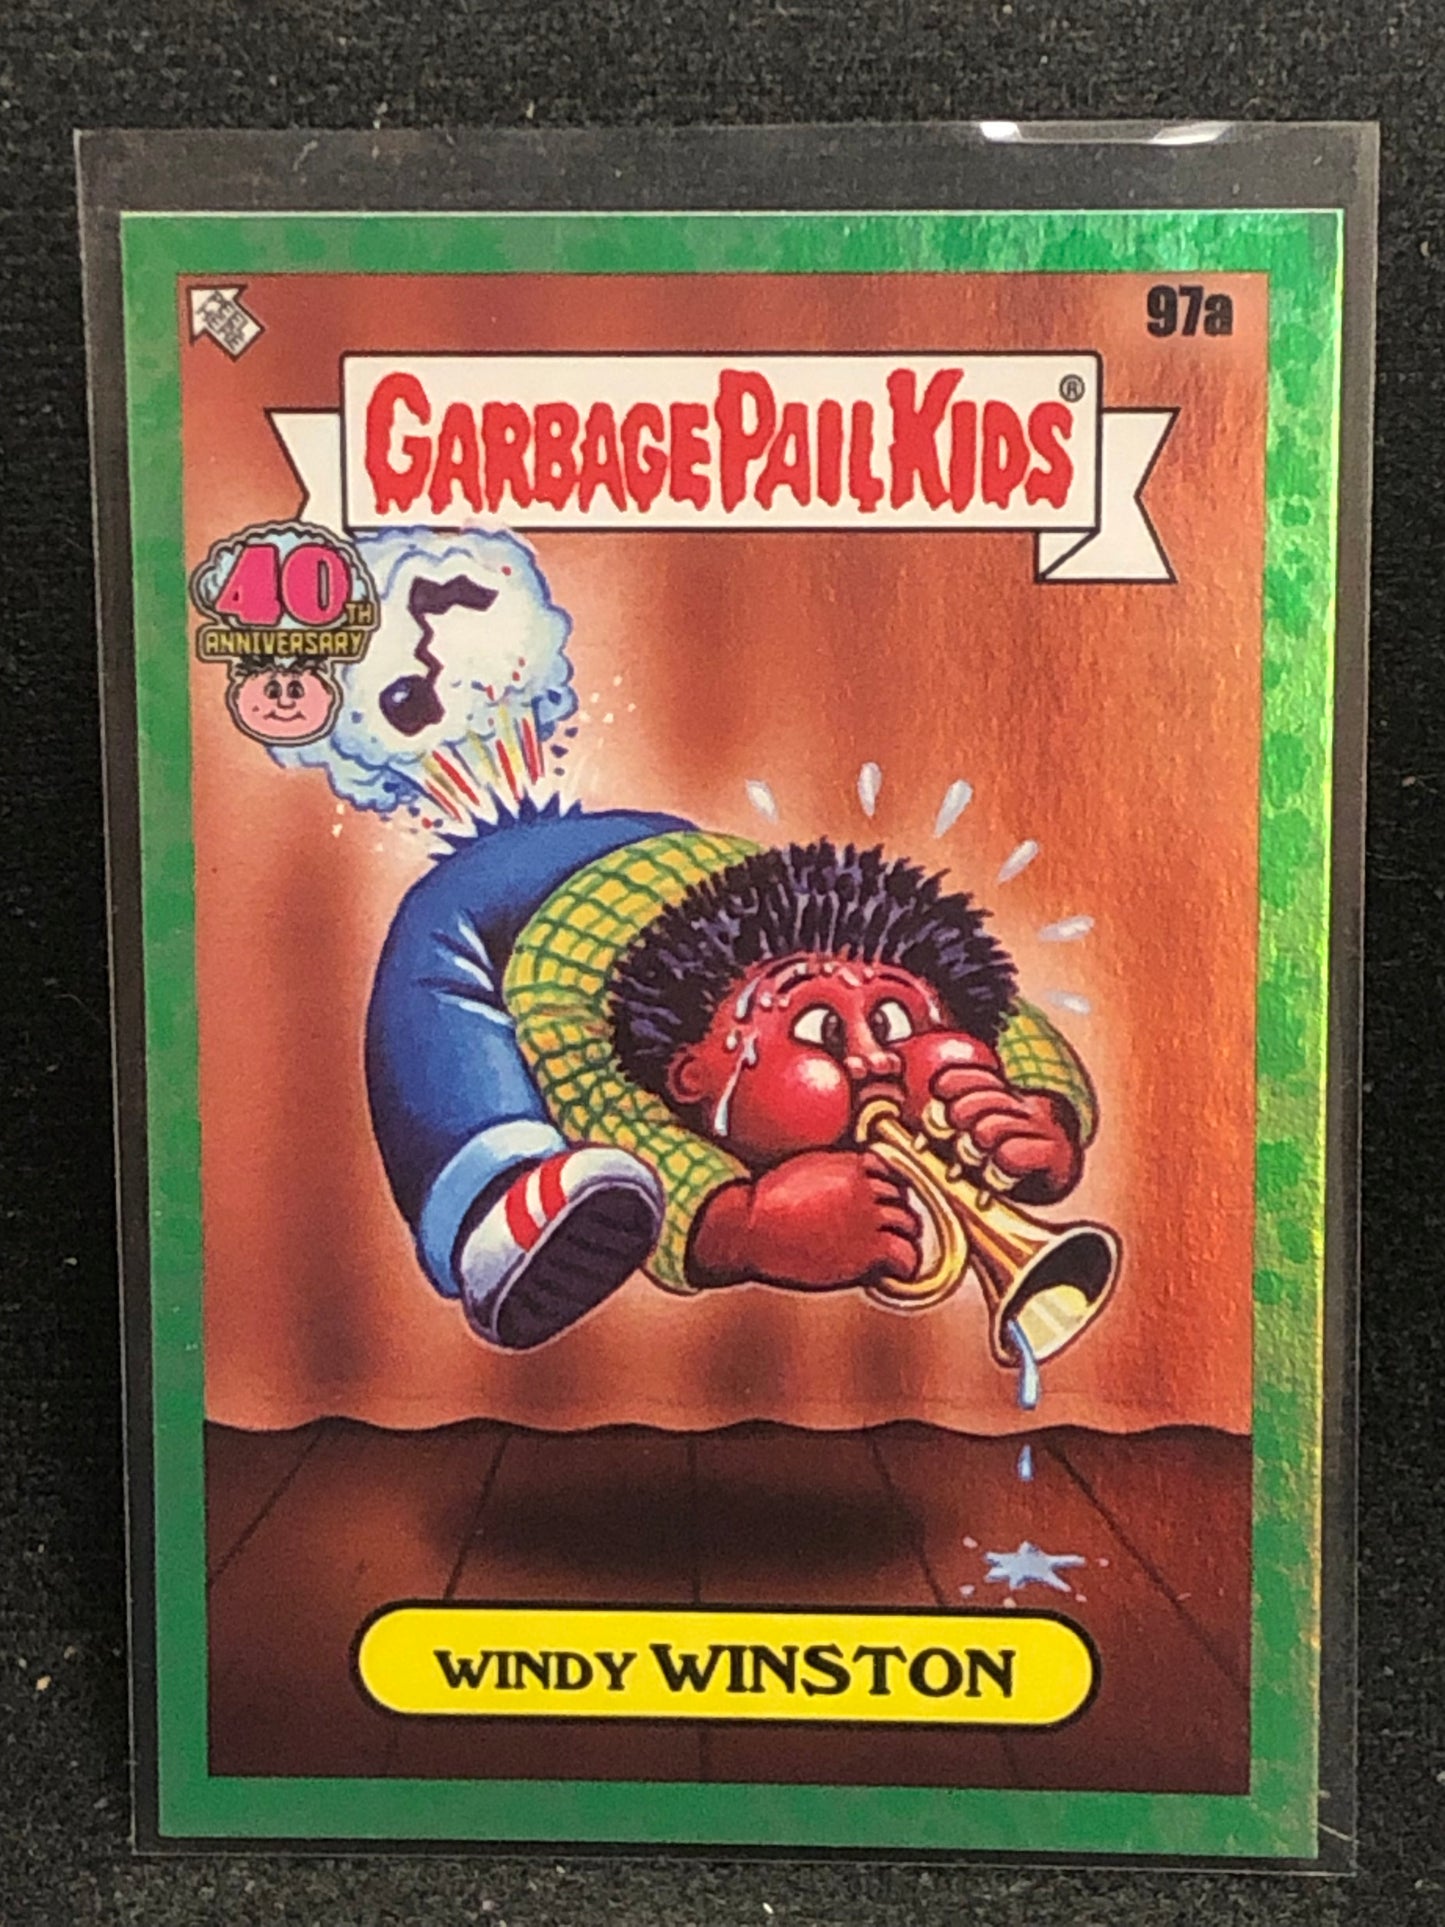 97a
GARBAGE PAIL KIDS®
40TH
ANNIVERSARY
WINDY WINSTON